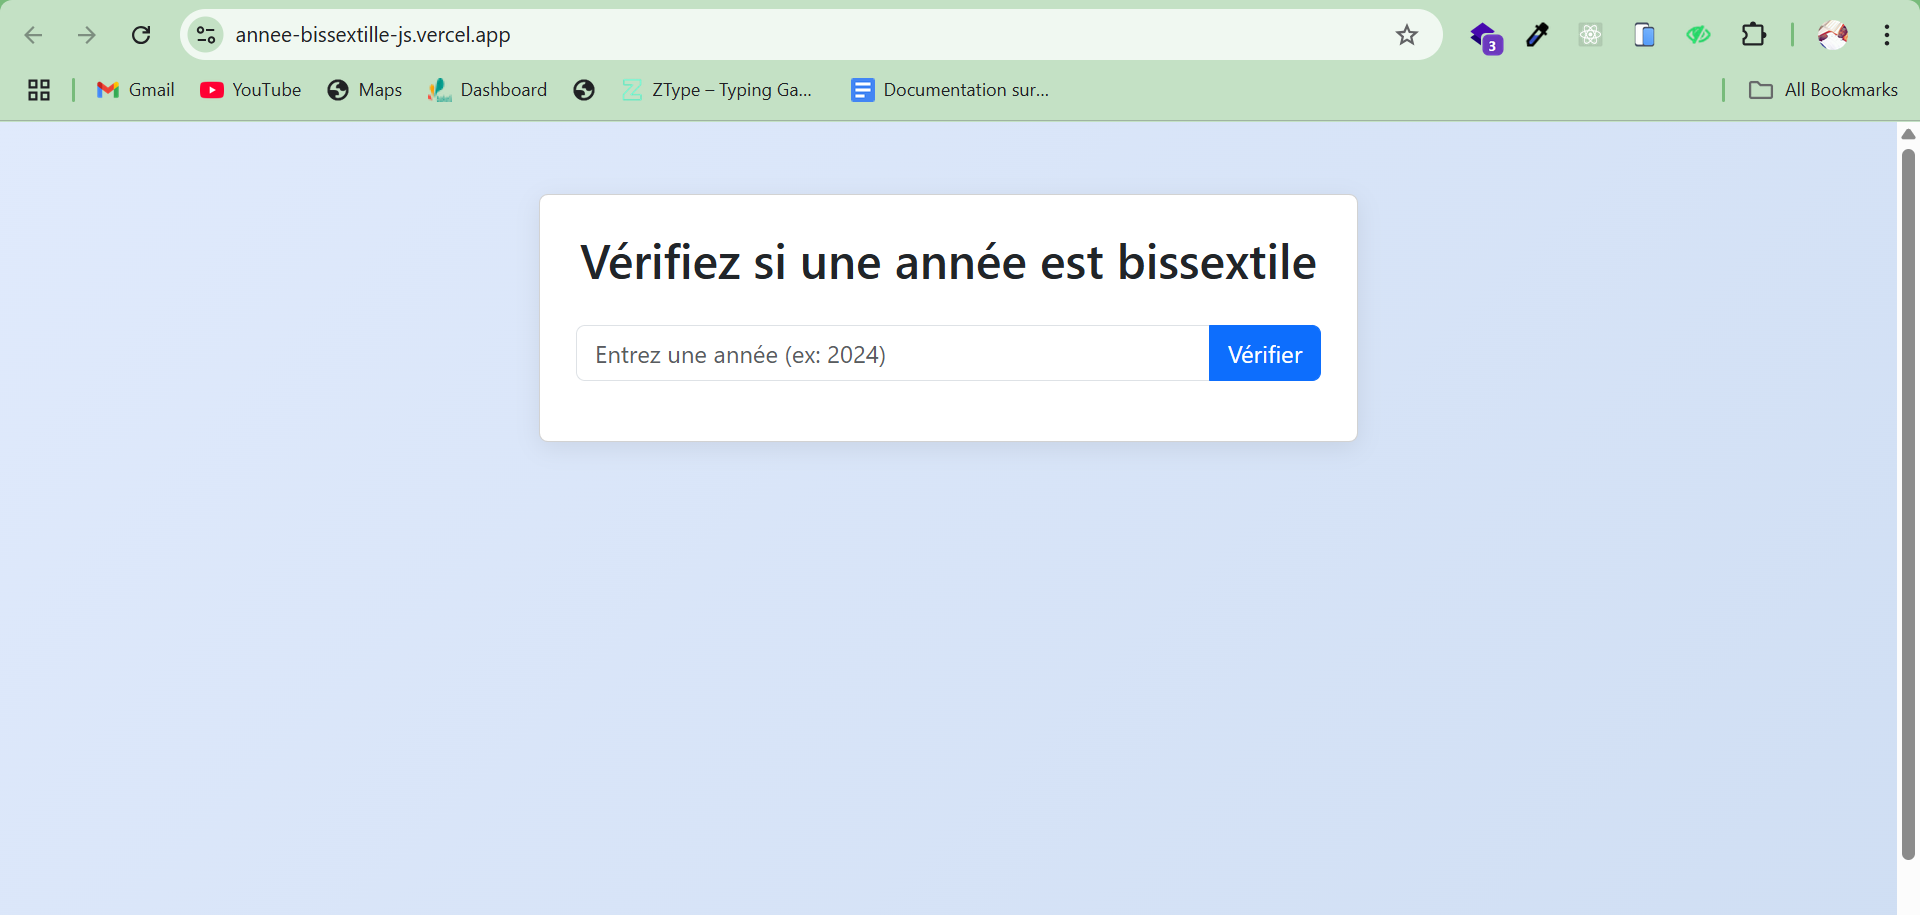 annee-bissextille-js.vercel.app
3
Gmail YouTube Maps Dashboard ZType – Typing Ga... Documentation sur... All Bookmarks
Vérifiez si une année est bissextile
Entrez une année (ex: 2024) Vérifier